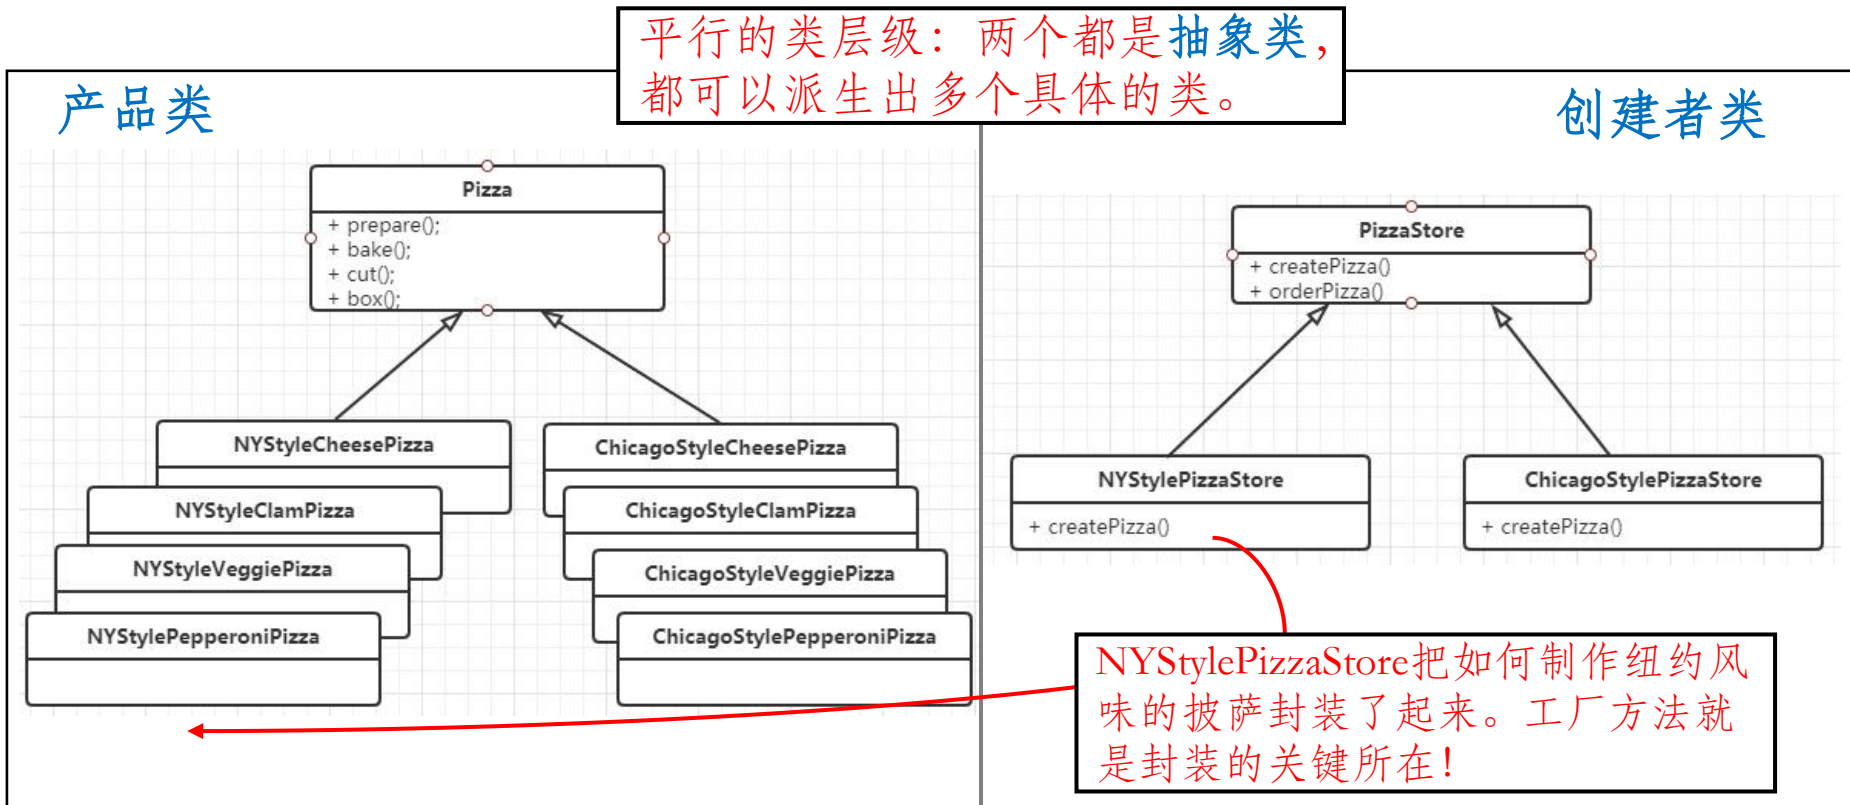 平行的类层级：两个都是抽象类，
都可以派生出多个具体的类。
产品类
Pizza
+ prepare();
+ bake();
+ cut();
+ box();
NYStyleCheesePizza
NYStyleClamPizza
NYStyleVeggiePizza
NYStylePepperoniPizza
ChicagoStyleCheesePizza
ChicagoStyleClamPizza
ChicagoStyleVeggiePizza
ChicagoStylePepperoniPizza
创建者类
PizzaStore
+ createPizza()
+ orderPizza()
NYStylePizzaStore
+ createPizza()
ChicagoStylePizzaStore
+ createPizza()
NYStylePizzaStore把如何制作纽约风
味的披萨封装了起来。工厂方法就
是封装的关键所在！